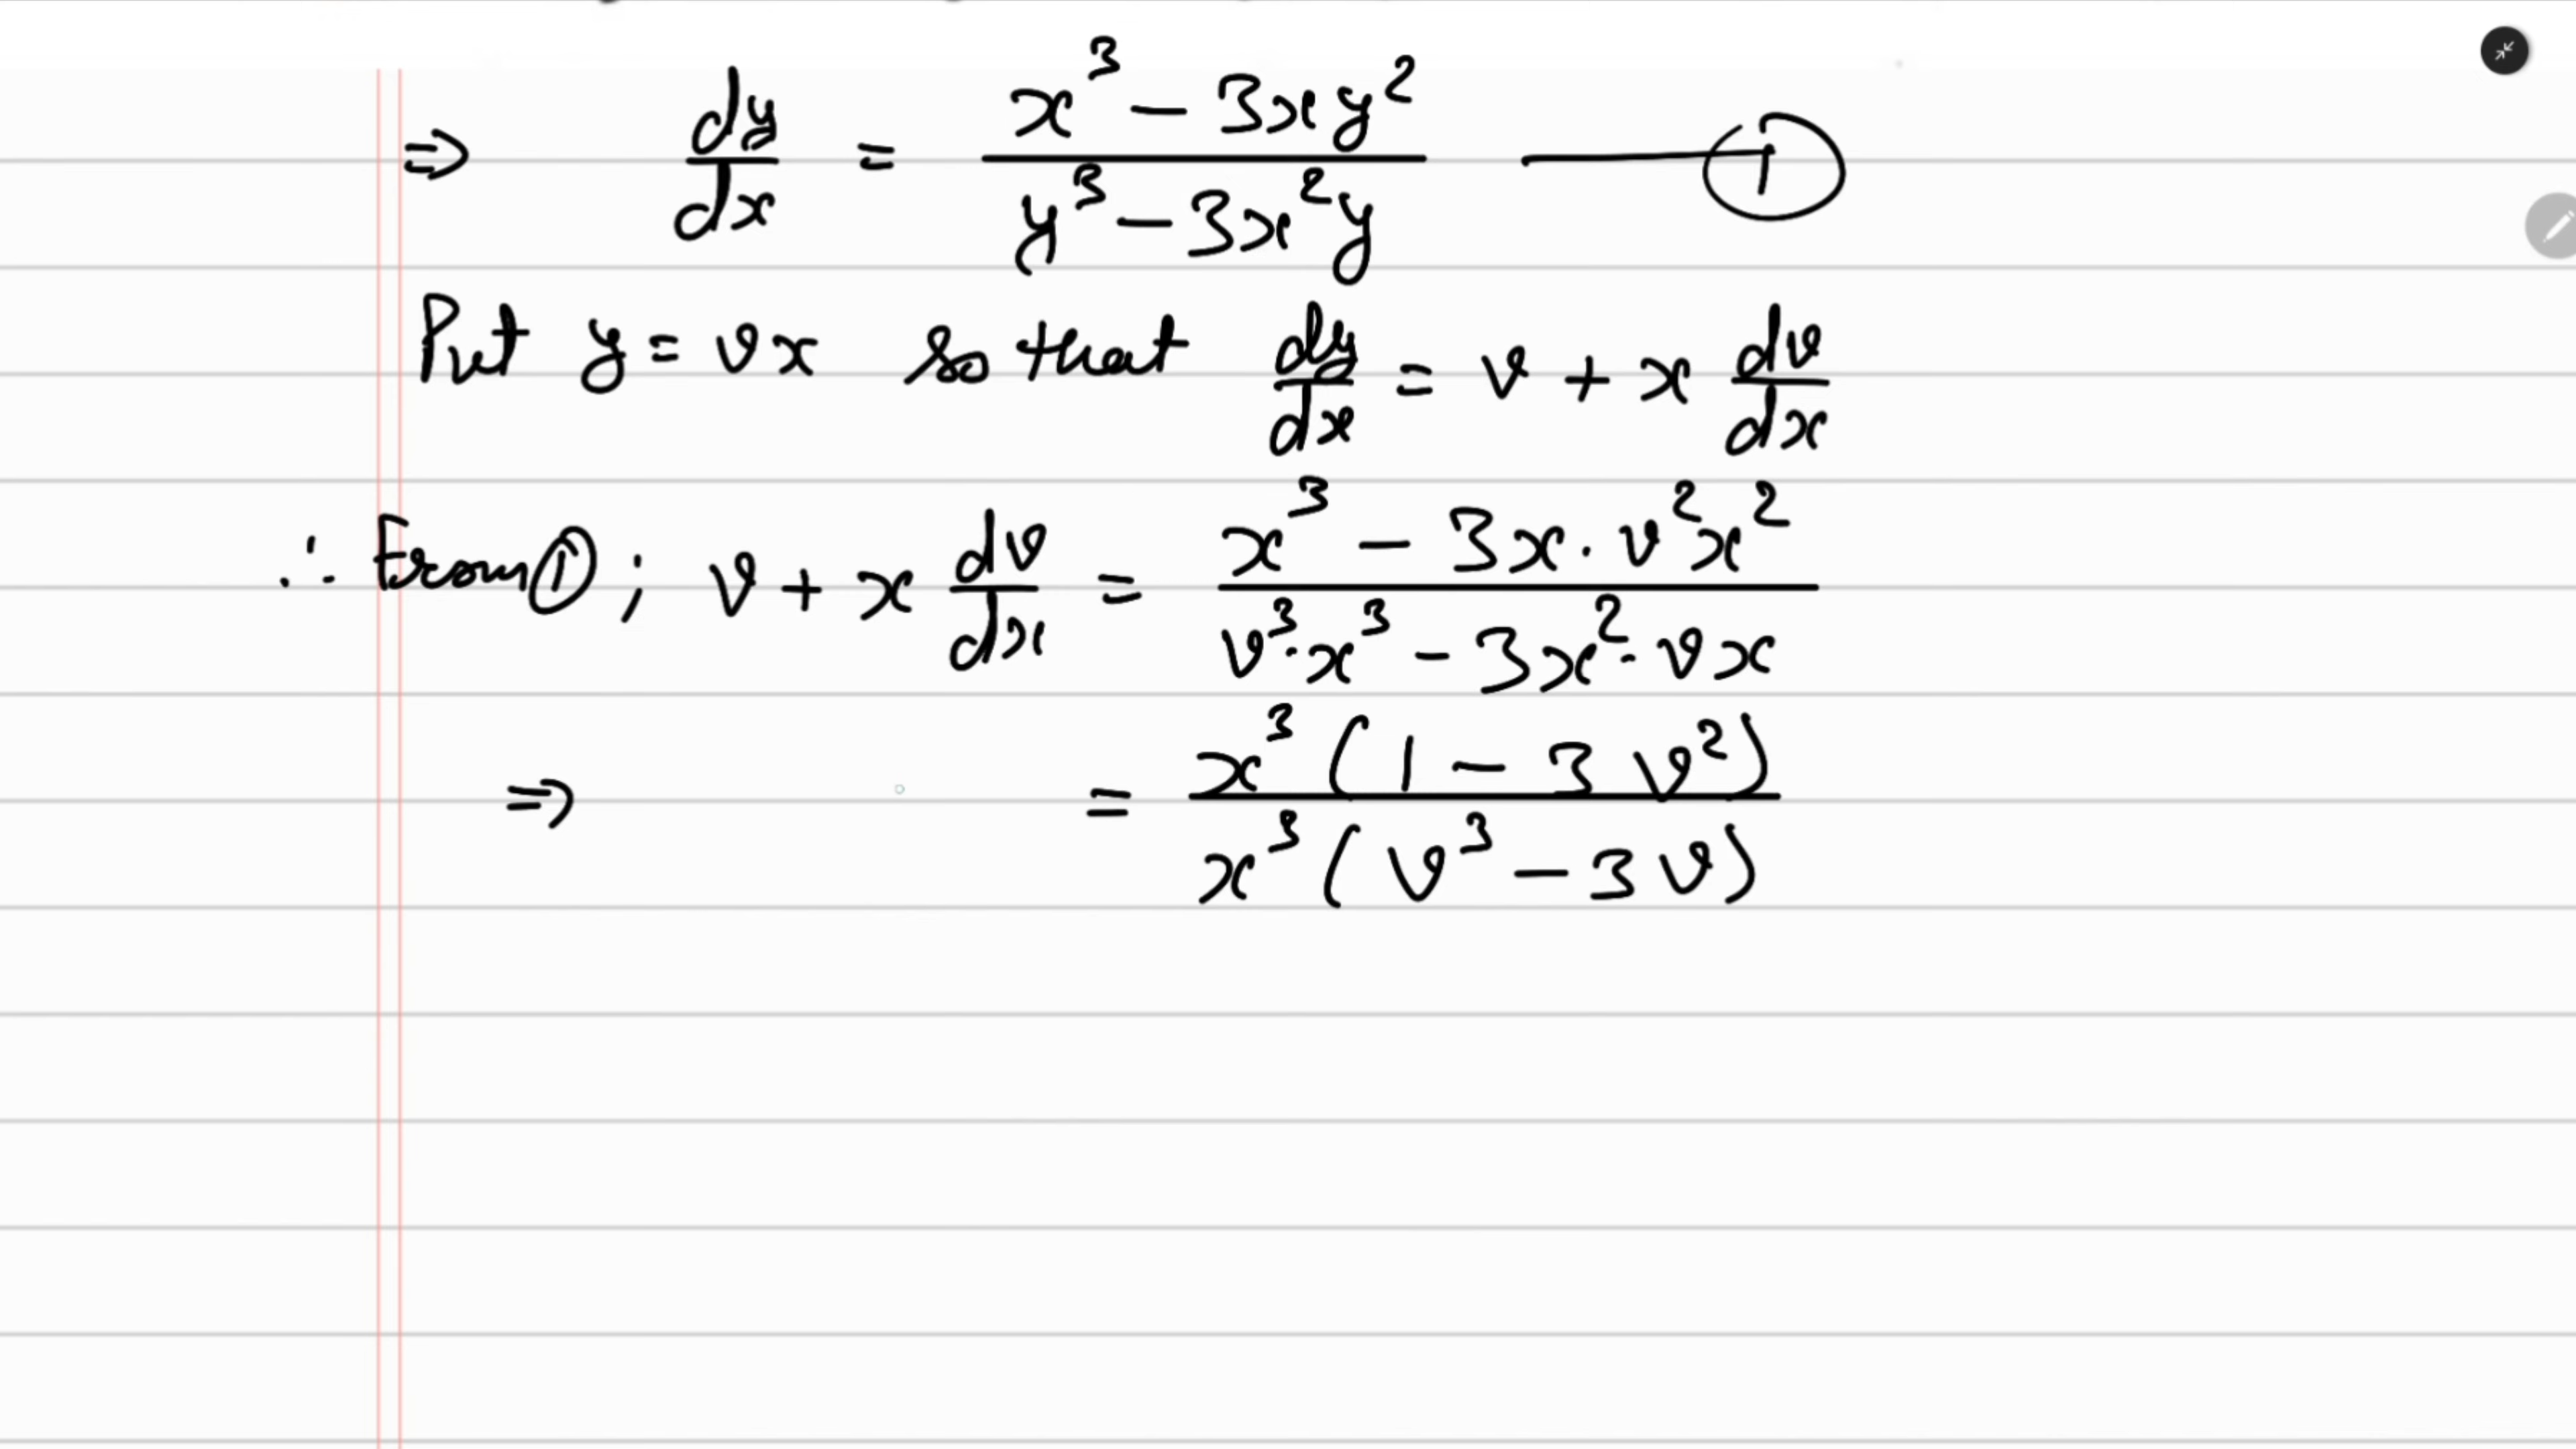 ⇒ dy/dx = (x³ − 3xy²)/(y³ − 3x²y) —— ①
Put y = vx so that dy/dx = v + x dv/dx
∴ From ①; v + x dv/dx = (x³ − 3x · v²x²)/(v³ · x³ − 3x² · vx)
⇒ = x³(1 − 3v²)/x³(v³ − 3v)